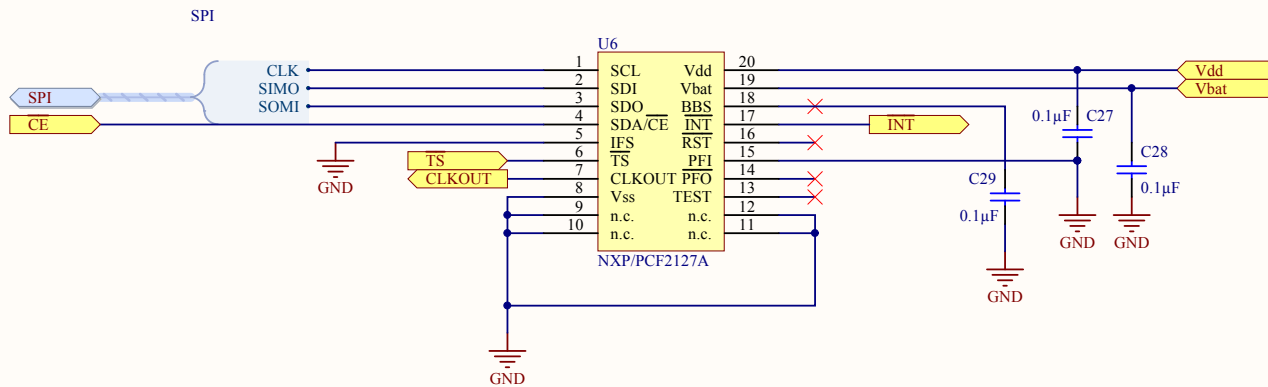 SPI
U6
CLK 1 SCL Vdd 20 Vdd
SPI SIMO 2 SDI Vbat 19 Vbat
SOMI 3 SDO BBS 18
CE 4 SDA/CE INT 17 INT
5 IFS RST 16
0.1µF C27
GND
TS 6 TS PFI 15
CLKOUT 7 CLKOUT PFO 14
8 Vss TEST 13
9 n.c. n.c. 12
10 n.c. n.c. 11
C28
0.1µF
C29
0.1µF
GND GND
NXP/PCF2127A
GND
GND